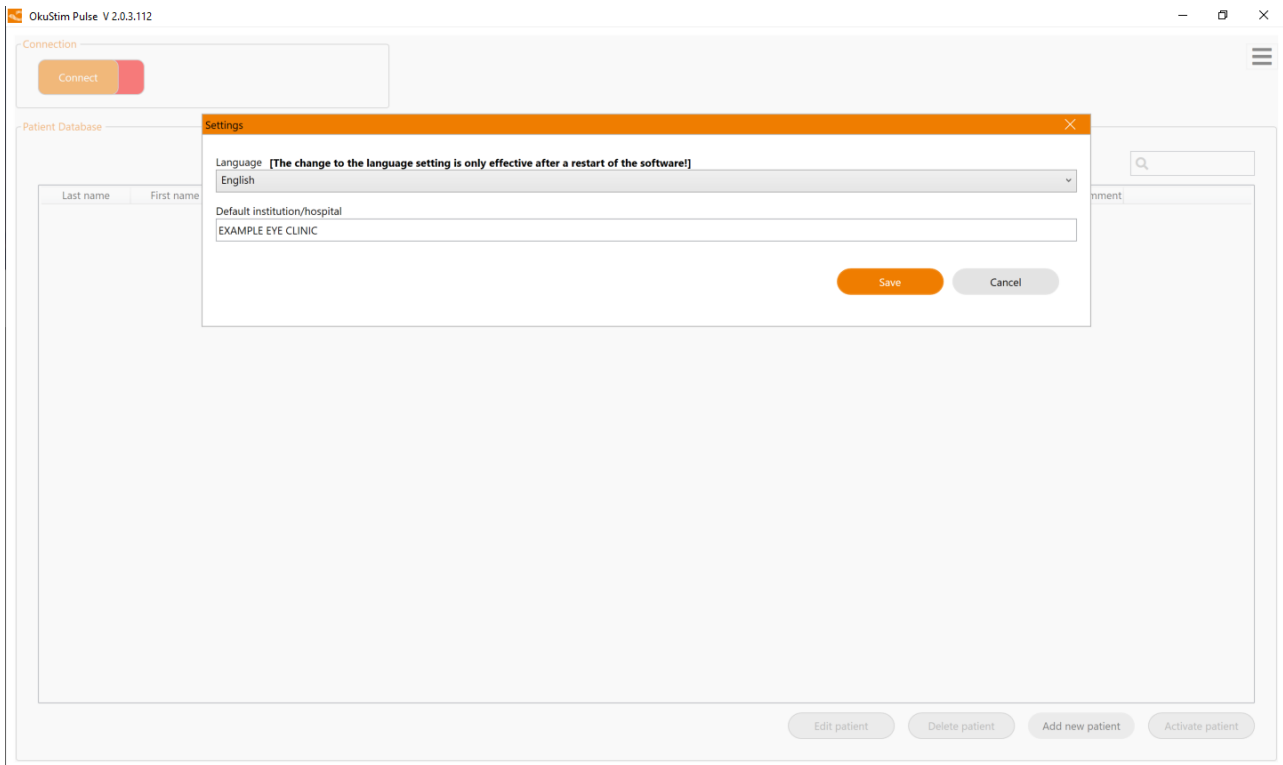 OkuStim Pulse V 2.0.3.112
Connection
Connect
Patient Database
Settings
Language [The change to the language setting is only effective after a restart of the software!]
English
Default institution/hospital
EXAMPLE EYE CLINIC
Save Cancel
Last name First name
Edit patient Delete patient Add new patient Activate patient